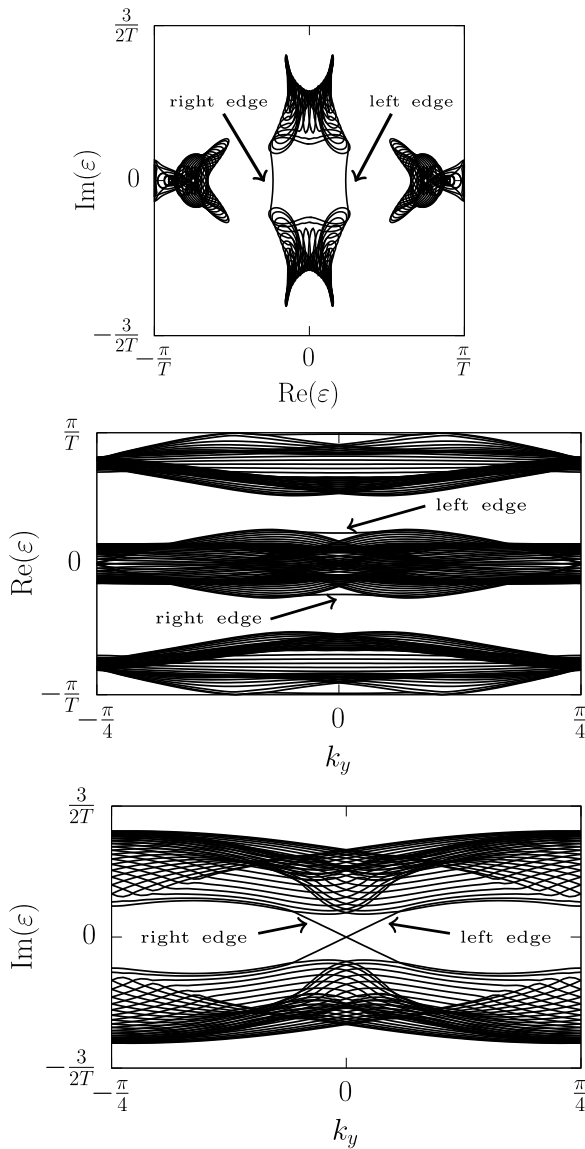 3/2T
right edge
left edge
Im(ε)
0
−3/2T
−π/T
0
π/T
Re(ε)
π/T
left edge
Re(ε)
0
right edge
−π/T
−π/4
0
π/4
k_y
3/2T
Im(ε)
0
right edge
left edge
−3/2T
−π/4
0
π/4
k_y